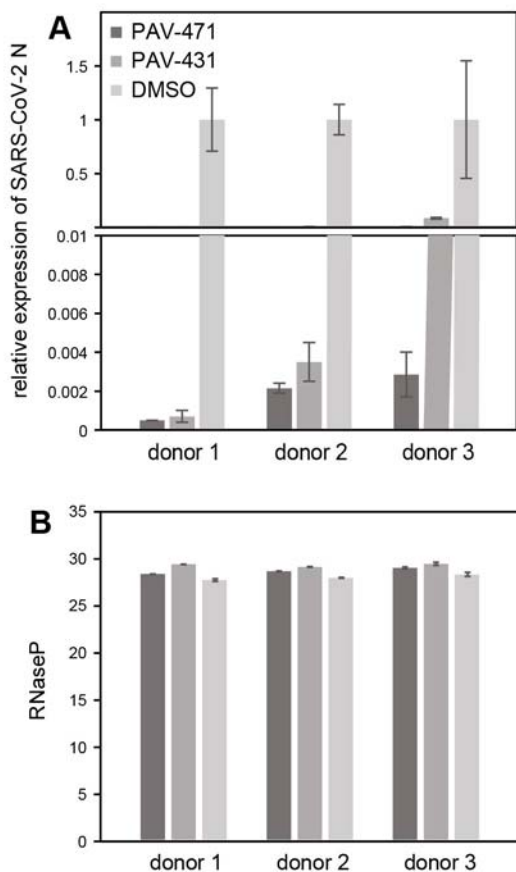 A
PAV-471
PAV-431
DMSO
relative expression of SARS-CoV-2 N
1.5
1
0.5
0.01
0.008
0.006
0.004
0.002
0
donor 1 donor 2 donor 3
B
RNaseP
35
30
25
20
15
10
5
0
donor 1 donor 2 donor 3